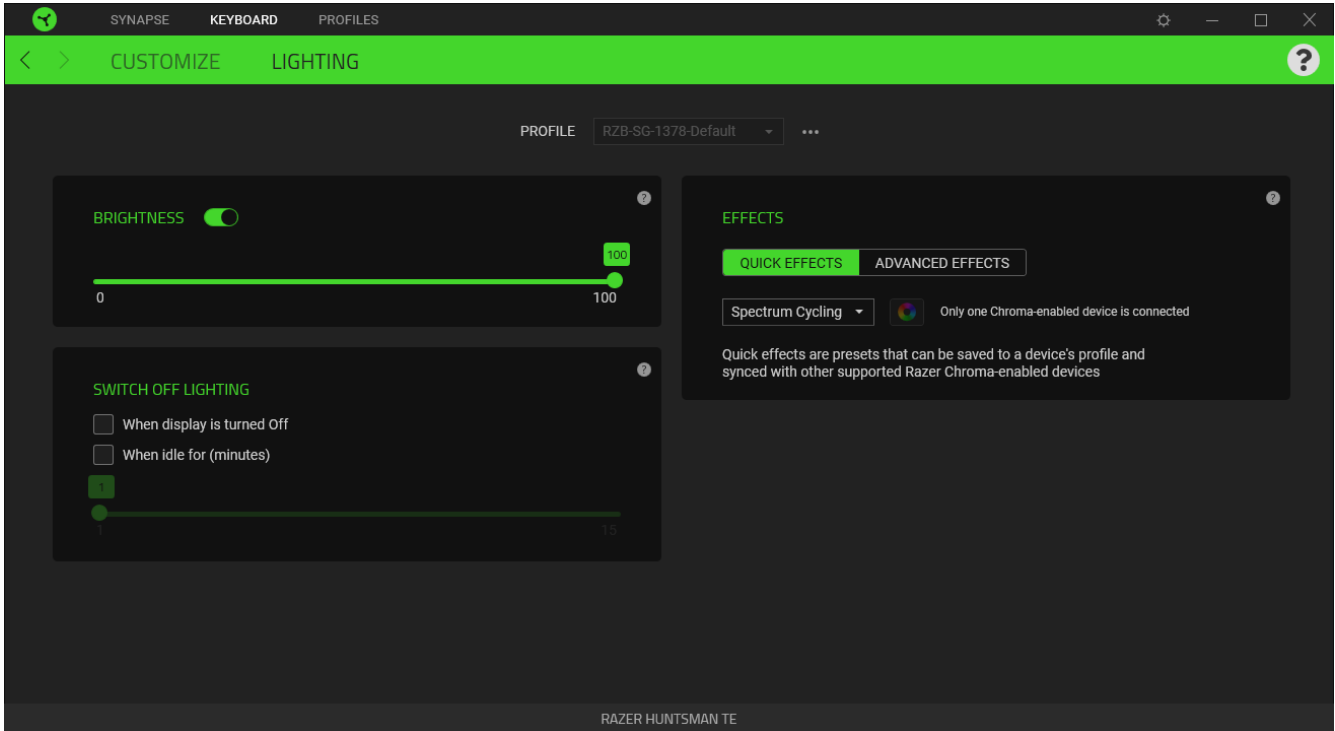 SYNAPSE KEYBOARD PROFILES
CUSTOMIZE LIGHTING
?
PROFILE RZB-SG-1378-Default •••
BRIGHTNESS
?
100
0 100
SWITCH OFF LIGHTING
?
When display is turned Off
When idle for (minutes)
1
1 15
EFFECTS
?
QUICK EFFECTS ADVANCED EFFECTS
Spectrum Cycling Only one Chroma-enabled device is connected
Quick effects are presets that can be saved to a device's profile and
synced with other supported Razer Chroma-enabled devices
RAZER HUNTSMAN TE